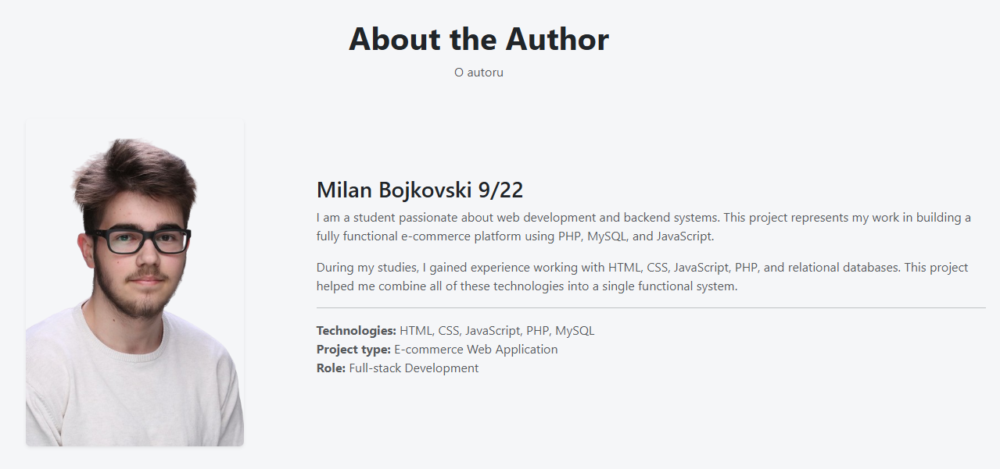 About the Author
O autoru
Milan Bojkovski 9/22
I am a student passionate about web development and backend systems. This project represents my work in building a
fully functional e-commerce platform using PHP, MySQL, and JavaScript.
During my studies, I gained experience working with HTML, CSS, JavaScript, PHP, and relational databases. This project
helped me combine all of these technologies into a single functional system.
Technologies: HTML, CSS, JavaScript, PHP, MySQL
Project type: E-commerce Web Application
Role: Full-stack Development